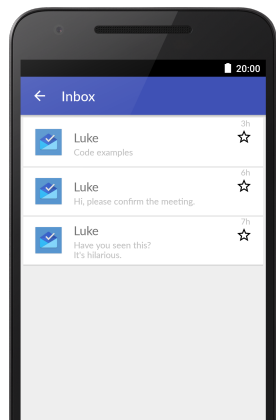 20:00
Inbox
3h
Luke
Code examples
6h
Luke
Hi, please confirm the meeting.
7h
Luke
Have you seen this?
It's hilarious.